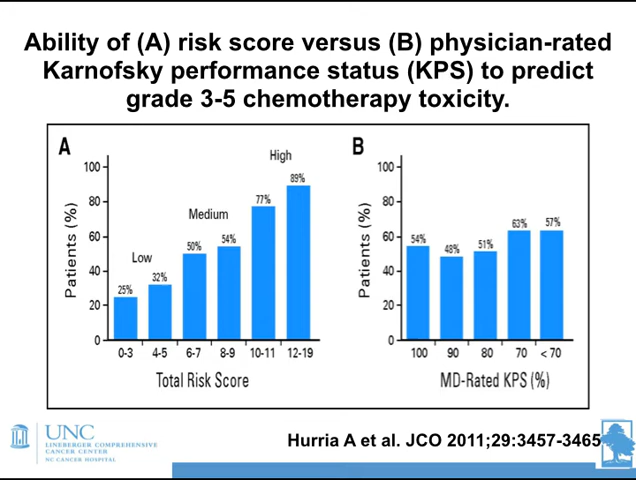 Ability of (A) risk score versus (B) physician-rated
Karnofsky performance status (KPS) to predict
grade 3-5 chemotherapy toxicity.
A
High
Medium
Low
Patients (%)
100
80
60
40
20
0
25%
32%
50%
54%
77%
89%
0-3 4-5 6-7 8-9 10-11 12-19
Total Risk Score
B
Patients (%)
100
80
60
40
20
0
54%
48%
51%
63%
57%
100 90 80 70 < 70
MD-Rated KPS (%)
UNC
LINEBERGER COMPREHENSIVE
CANCER CENTER
NC CANCER HOSPITAL
Hurria A et al. JCO 2011;29:3457-3465